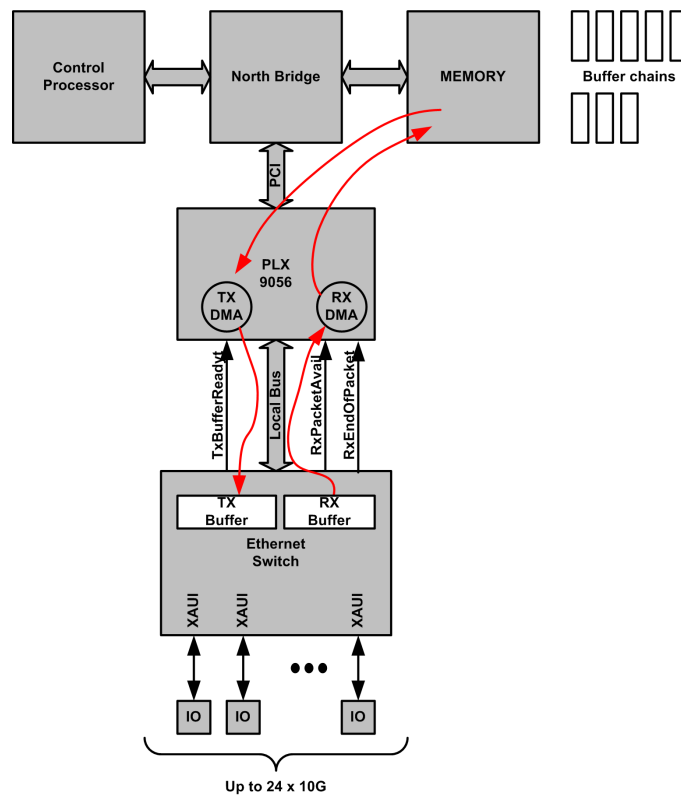 Control
Processor
North Bridge
MEMORY
Buffer chains
PCI
PLX
9056
TX
DMA
RX
DMA
TxBufferReadyt
Local Bus
RxPacketAvail
RxEndOfPacket
TX
Buffer
RX
Buffer
Ethernet
Switch
XAUI
XAUI
XAUI
IO
IO
IO
Up to 24 x 10G